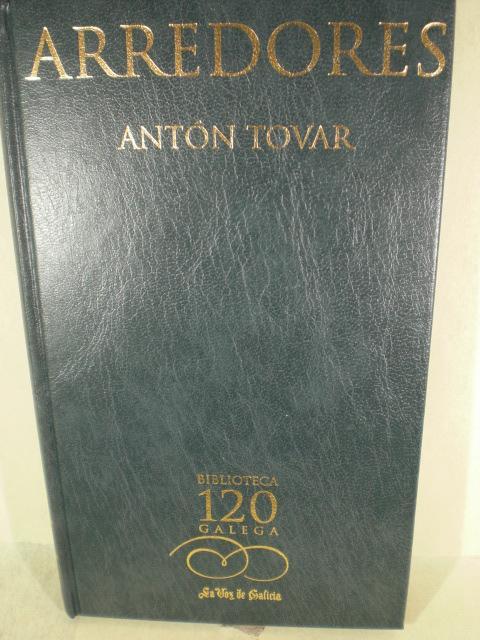 ARREDORES
ANTÓN TOVAR
BIBLIOTECA
120
GALEGA
La Voz de Galicia